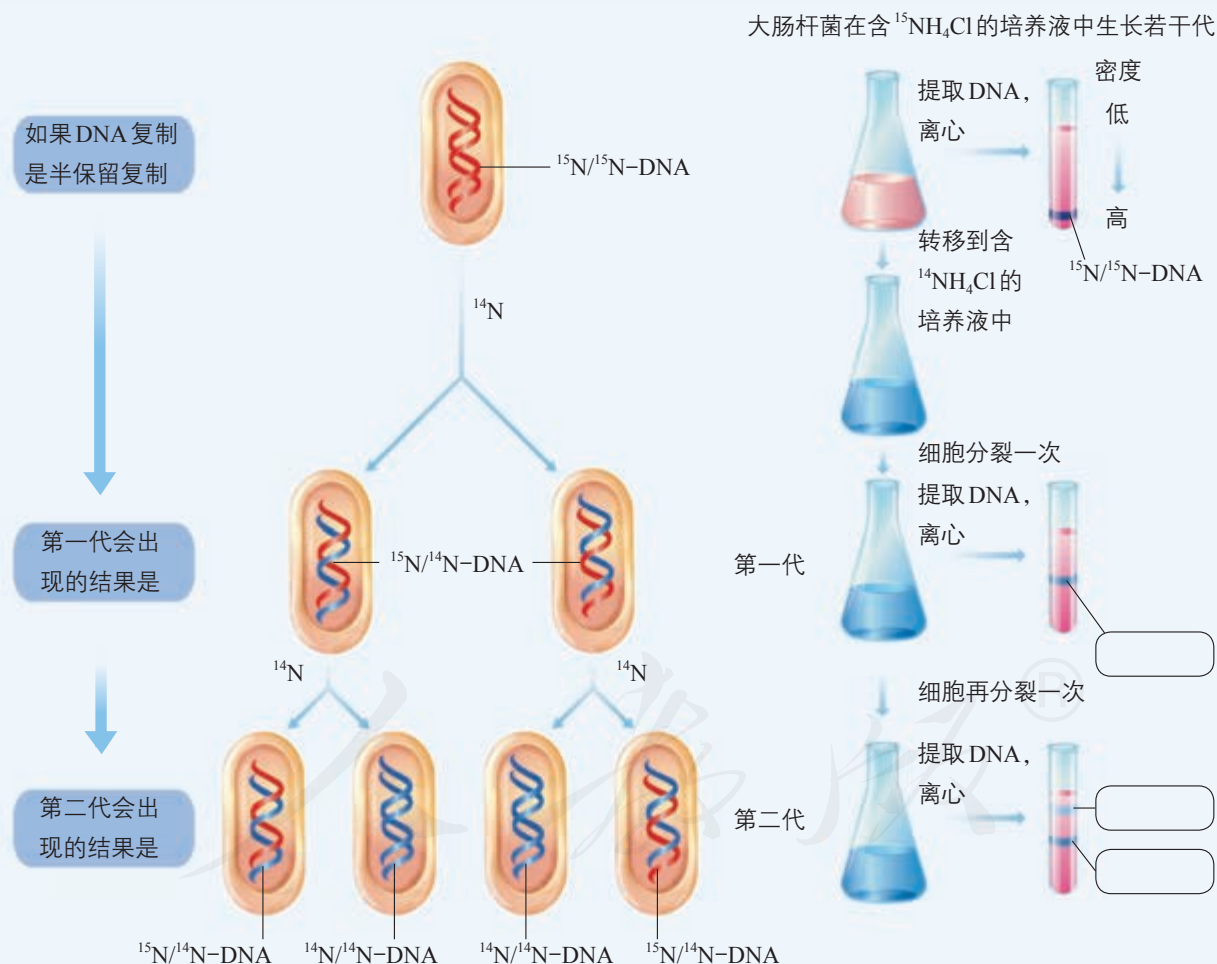 大肠杆菌在含¹⁵NH₄Cl的培养液中生长若干代
如果DNA复制
是半保留复制
¹⁵N/¹⁵N-DNA
提取DNA,
离心
密度
低
高
¹⁵N/¹⁵N-DNA
转移到含
¹⁴NH₄Cl的
培养液中
¹⁴N
细胞分裂一次
第一代会出
现的结果是
¹⁵N/¹⁴N-DNA
第一代
提取DNA,
离心
¹⁴N
¹⁴N
细胞再分裂一次
第二代会出
现的结果是
第二代
提取DNA,
离心
¹⁵N/¹⁴N-DNA
¹⁴N/¹⁴N-DNA
¹⁴N/¹⁴N-DNA
¹⁵N/¹⁴N-DNA
人教版®